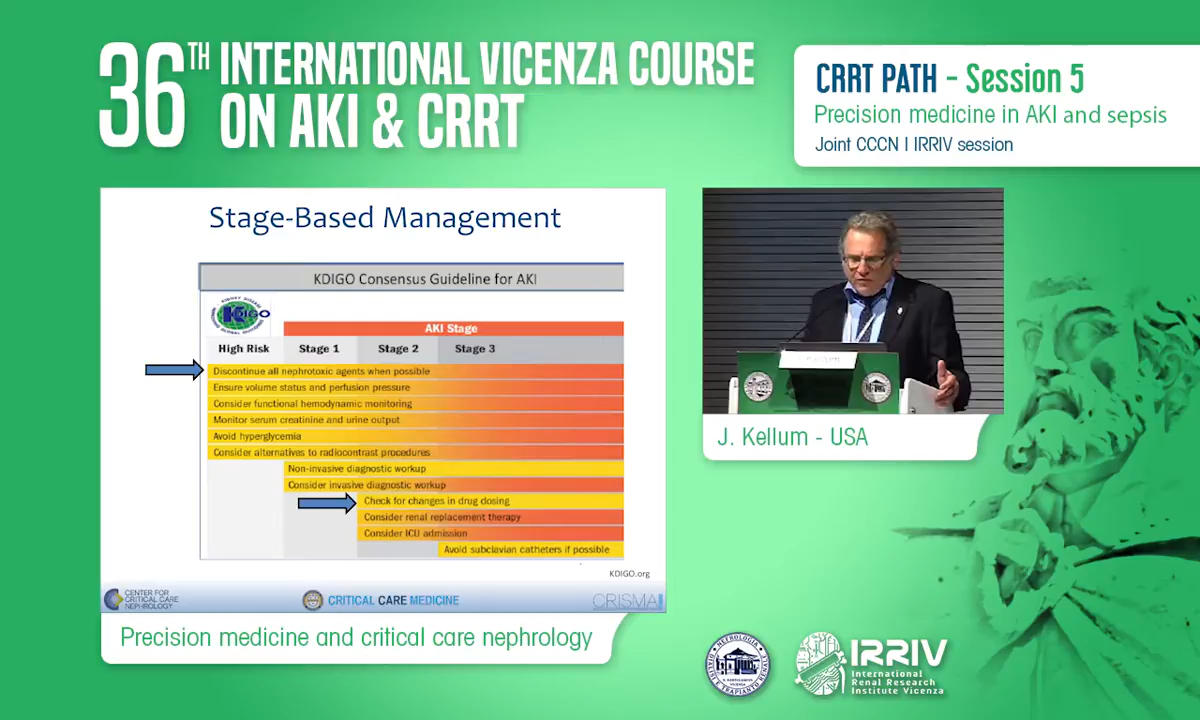 36TH INTERNATIONAL VICENZA COURSE
ON AKI & CRRT
CRRT PATH - Session 5
Precision medicine in AKI and sepsis
Joint CCCN | IRRIV session
Stage-Based Management
KDIGO Consensus Guideline for AKI
KDIGO
AKI Stage
High Risk Stage 1 Stage 2 Stage 3
Discontinue all nephrotoxic agents when possible
Ensure volume status and perfusion pressure
Consider functional hemodynamic monitoring
Monitor serum creatinine and urine output
Avoid hyperglycemia
Consider alternatives to radiocontrast procedures
Non-invasive diagnostic workup
Consider invasive diagnostic workup
Check for changes in drug dosing
Consider renal replacement therapy
Consider ICU admission
Avoid subclavian catheters if possible
KDIGO.org
CENTER FOR
CRITICAL CARE
NEPHROLOGY
CRITICAL CARE MEDICINE
CRISMA
Precision medicine and critical care nephrology
J. Kellum - USA
IRRIV
International
Renal Research
Institute Vicenza